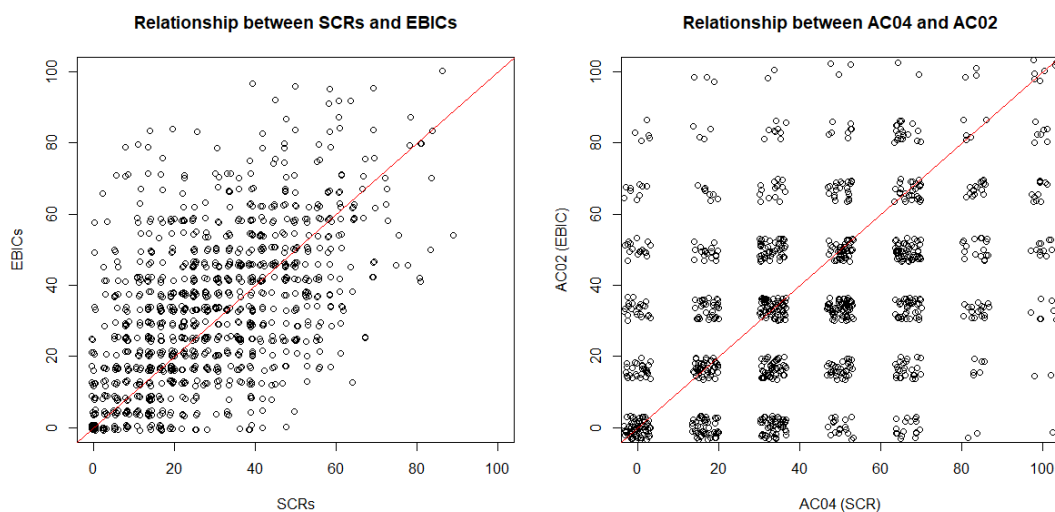 Relationship between SCRs and EBICs
EBICs
100
80
60
40
20
0
0 20 40 60 80 100
SCRs
Relationship between AC04 and AC02
AC02 (EBIC)
100
80
60
40
20
0
0 20 40 60 80 100
AC04 (SCR)